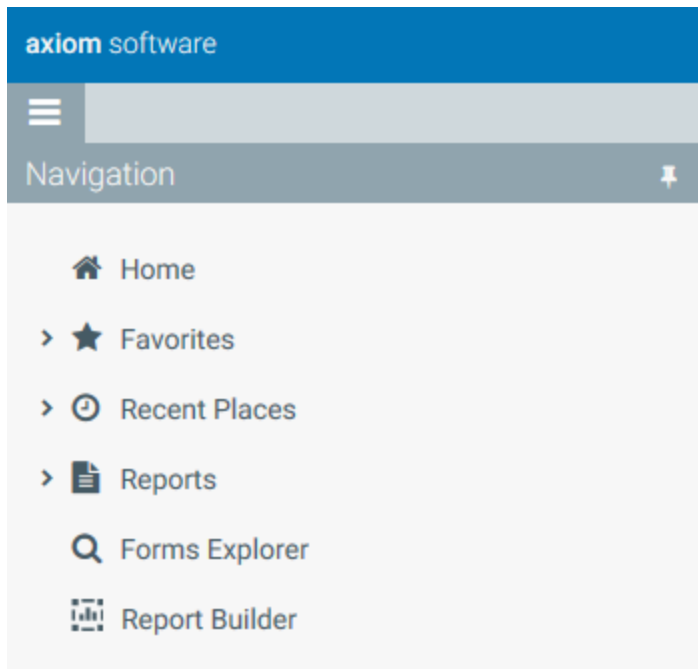 axiom software
Navigation
Home
Favorites
Recent Places
Reports
Forms Explorer
Report Builder